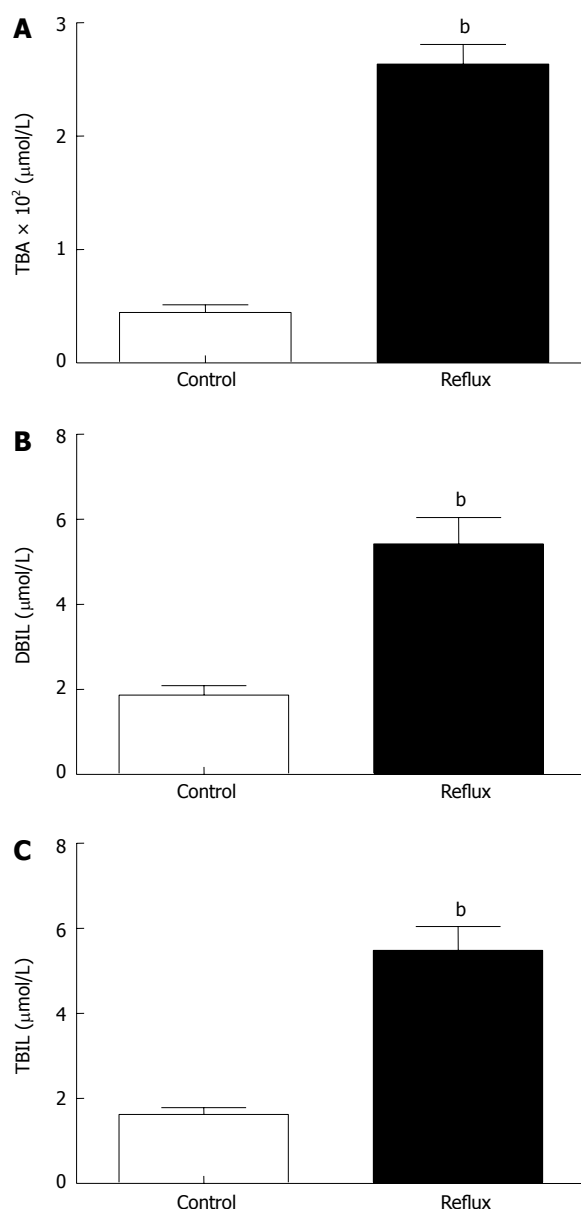 A
TBA × 10² (μmol/L)
3
2
1
0
b
Control Reflux
B
DBIL (μmol/L)
8
6
4
2
0
b
Control Reflux
C
TBIL (μmol/L)
8
6
4
2
0
b
Control Reflux